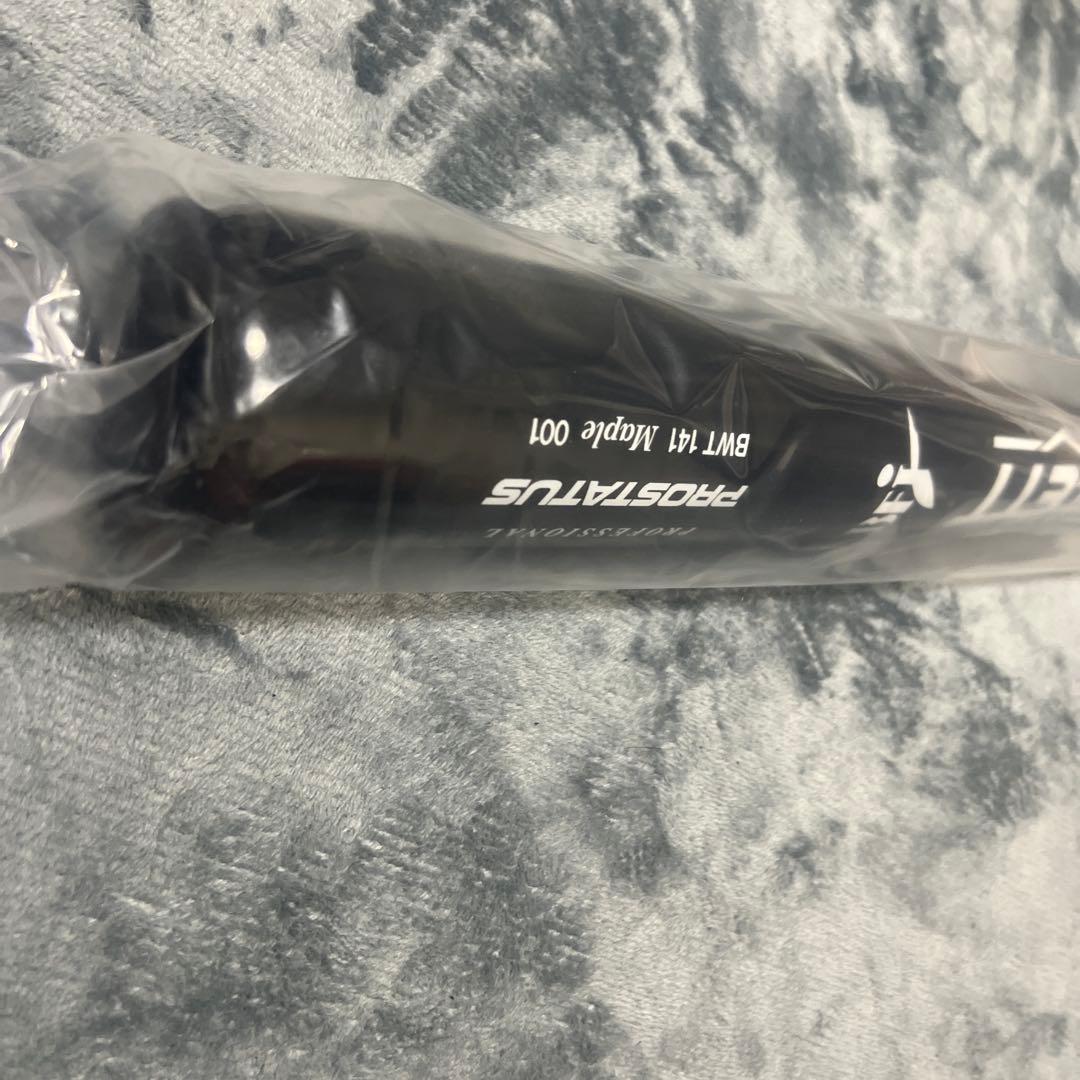 PROFESSIONAL
PROSTATUS
BWT 141 Maple 001